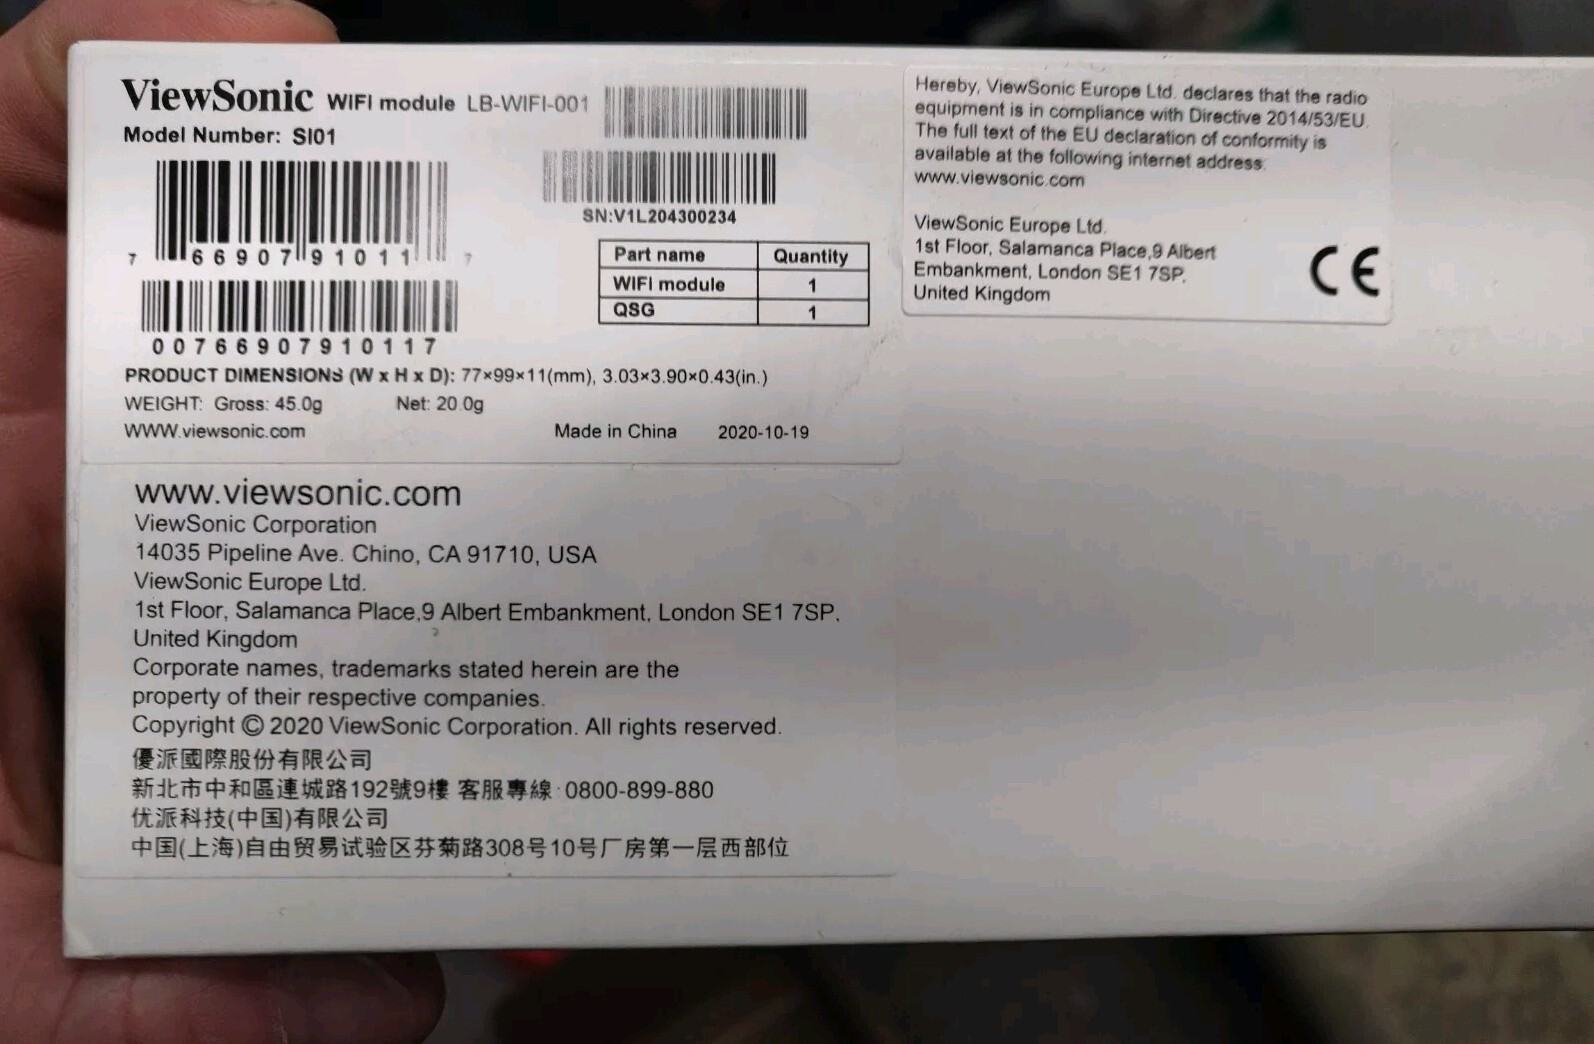 ViewSonic WIFI module LB-WIFI-001
Model Number: SI01
7 66907 91011 7
00766907910117
SN:V1L204300234
Part name Quantity
WIFI module 1
QSG 1
PRODUCT DIMENSIONS (W x H x D): 77×99×11(mm), 3.03×3.90×0.43(in.)
WEIGHT: Gross: 45.0g Net: 20.0g
WWW.viewsonic.com Made in China 2020-10-19
Hereby, ViewSonic Europe Ltd. declares that the radio
equipment is in compliance with Directive 2014/53/EU.
The full text of the EU declaration of conformity is
available at the following internet address:
www.viewsonic.com
ViewSonic Europe Ltd.
1st Floor, Salamanca Place,9 Albert
Embankment, London SE1 7SP,
United Kingdom
CE
www.viewsonic.com
ViewSonic Corporation
14035 Pipeline Ave. Chino, CA 91710, USA
ViewSonic Europe Ltd.
1st Floor, Salamanca Place,9 Albert Embankment, London SE1 7SP,
United Kingdom
Corporate names, trademarks stated herein are the
property of their respective companies.
Copyright © 2020 ViewSonic Corporation. All rights reserved.
優派國際股份有限公司
新北市中和區連城路192號9樓 客服專線:0800-899-880
优派科技(中国)有限公司
中国(上海)自由贸易试验区芬菊路308号10号厂房第一层西部位